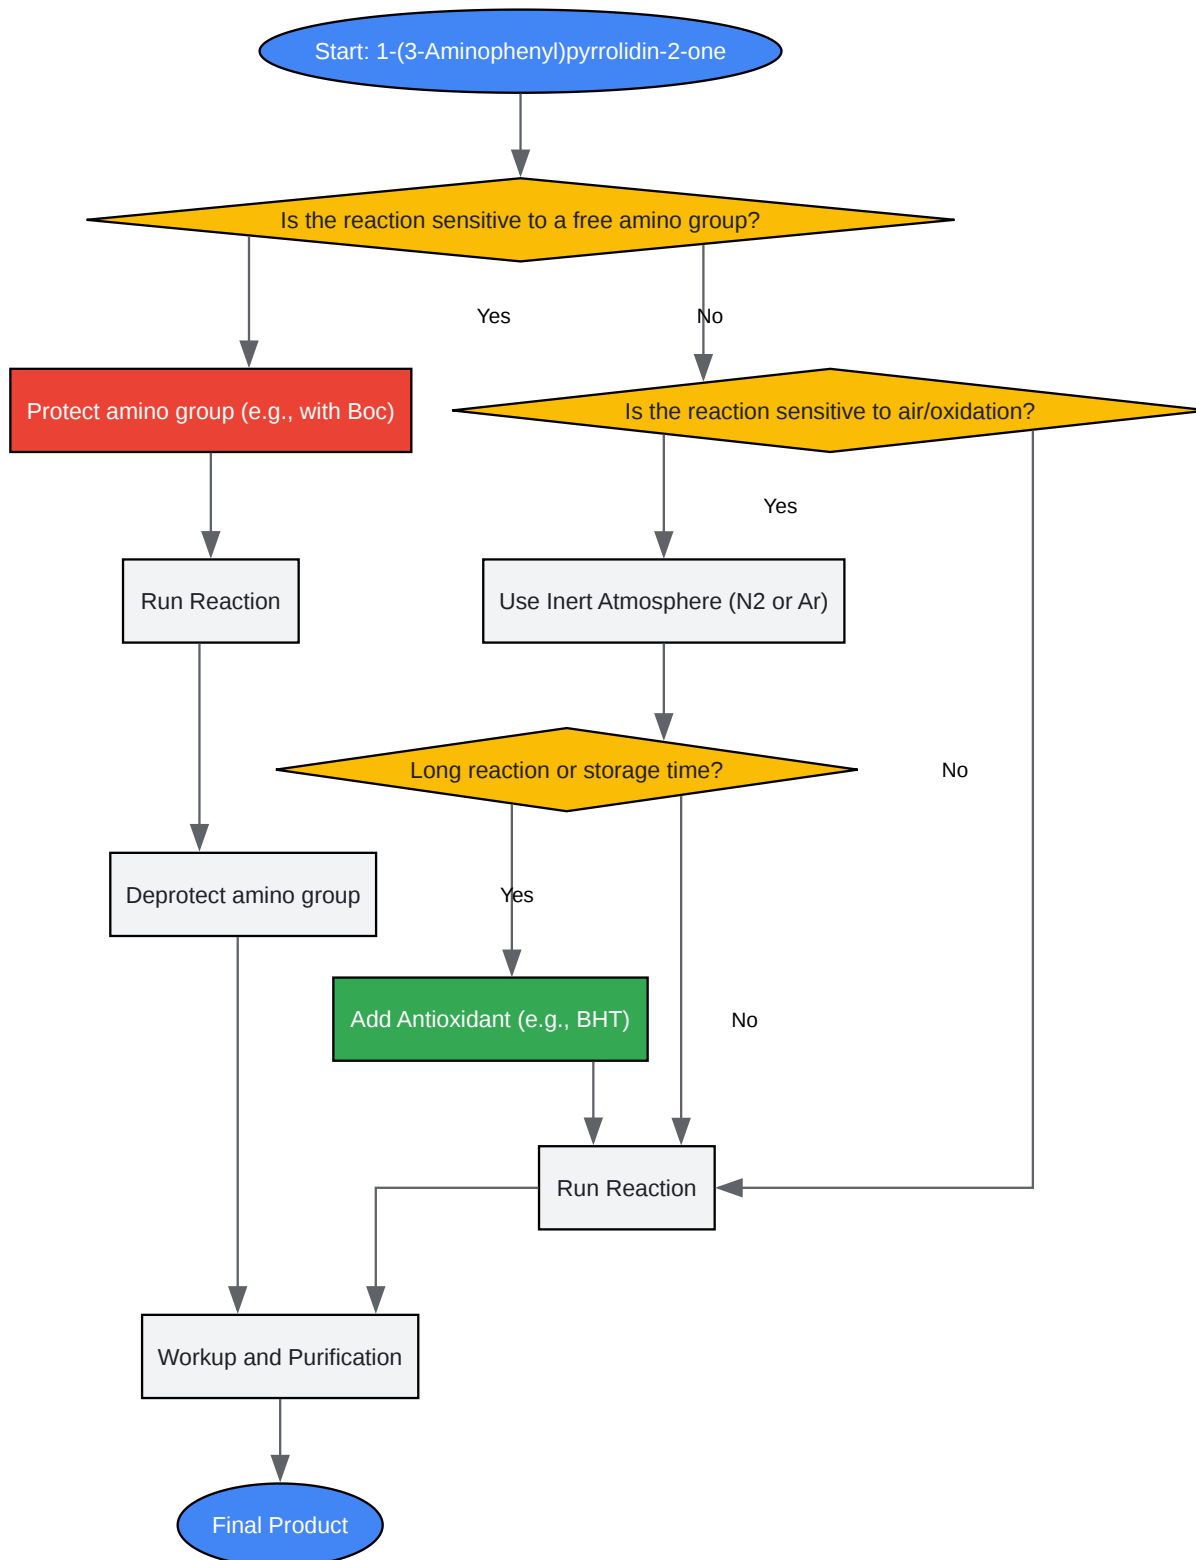 Start: 1-(3-Aminophenyl)pyrrolidin-2-one
Is the reaction sensitive to a free amino group?
Yes
No
Protect amino group (e.g., with Boc)
Is the reaction sensitive to air/oxidation?
Yes
Run Reaction
Use Inert Atmosphere (N2 or Ar)
Long reaction or storage time?
No
Deprotect amino group
Yes
Add Antioxidant (e.g., BHT)
No
Run Reaction
Workup and Purification
Final Product